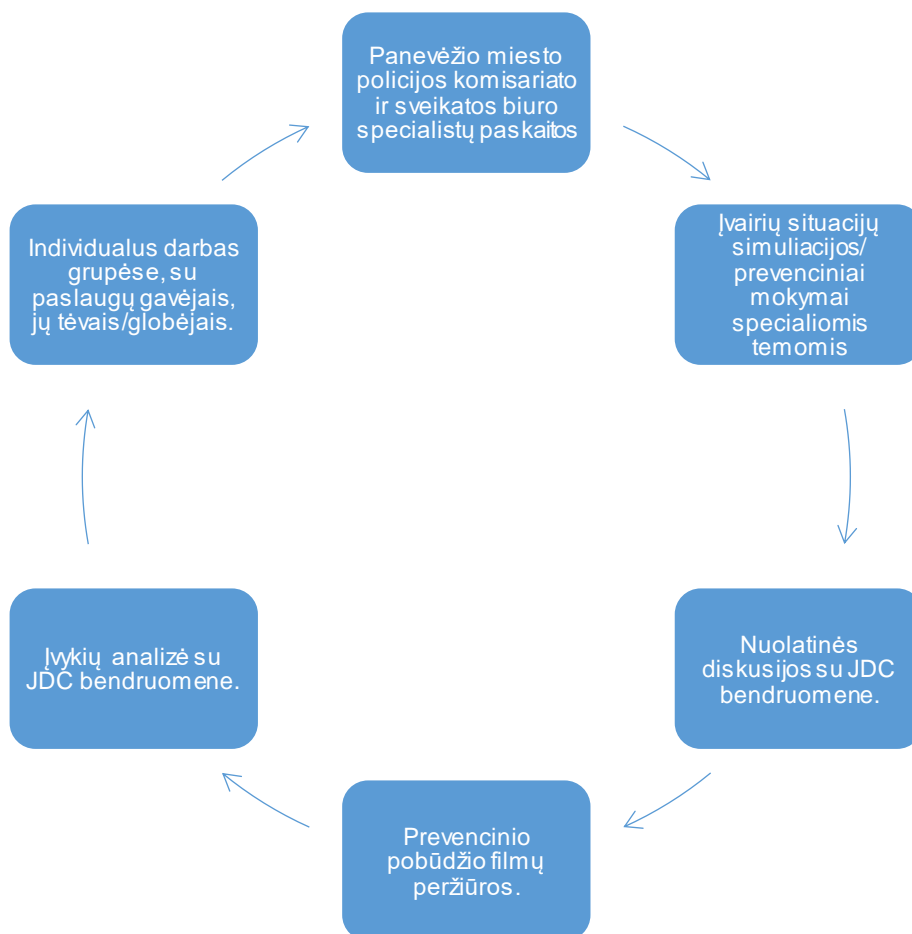 Panevėžio miesto
policijos komisariato
ir sveikatos biuro
specialistų paskaitos
Įvairių situacijų
simuliacijos/
prevenciniai
mokymai
specialiomis
temomis
Nuolatinės
diskusijos su JDC
bendruomene.
Prevencinio
pobūdžio filmų
peržiūros.
Įvykių analizė su
JDC bendruomene.
Individualus darbas
grupėse, su
paslaugų gavėjais,
jų tėvais/globėjais.